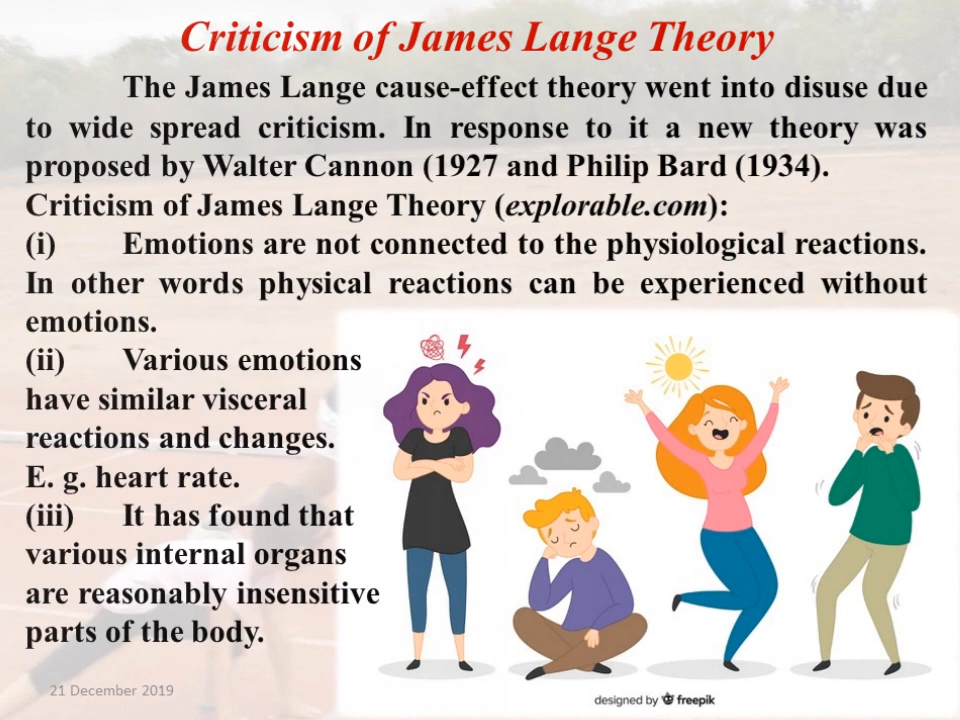 Criticism of James Lange Theory
The James Lange cause-effect theory went into disuse due
to wide spread criticism. In response to it a new theory was
proposed by Walter Cannon (1927 and Philip Bard (1934).
Criticism of James Lange Theory (explorable.com):
(i) Emotions are not connected to the physiological reactions.
In other words physical reactions can be experienced without
emotions.
(ii) Various emotions
have similar visceral
reactions and changes.
E. g. heart rate.
(iii) It has found that
various internal organs
are reasonably insensitive
parts of the body.
21 December 2019
designed by freepik